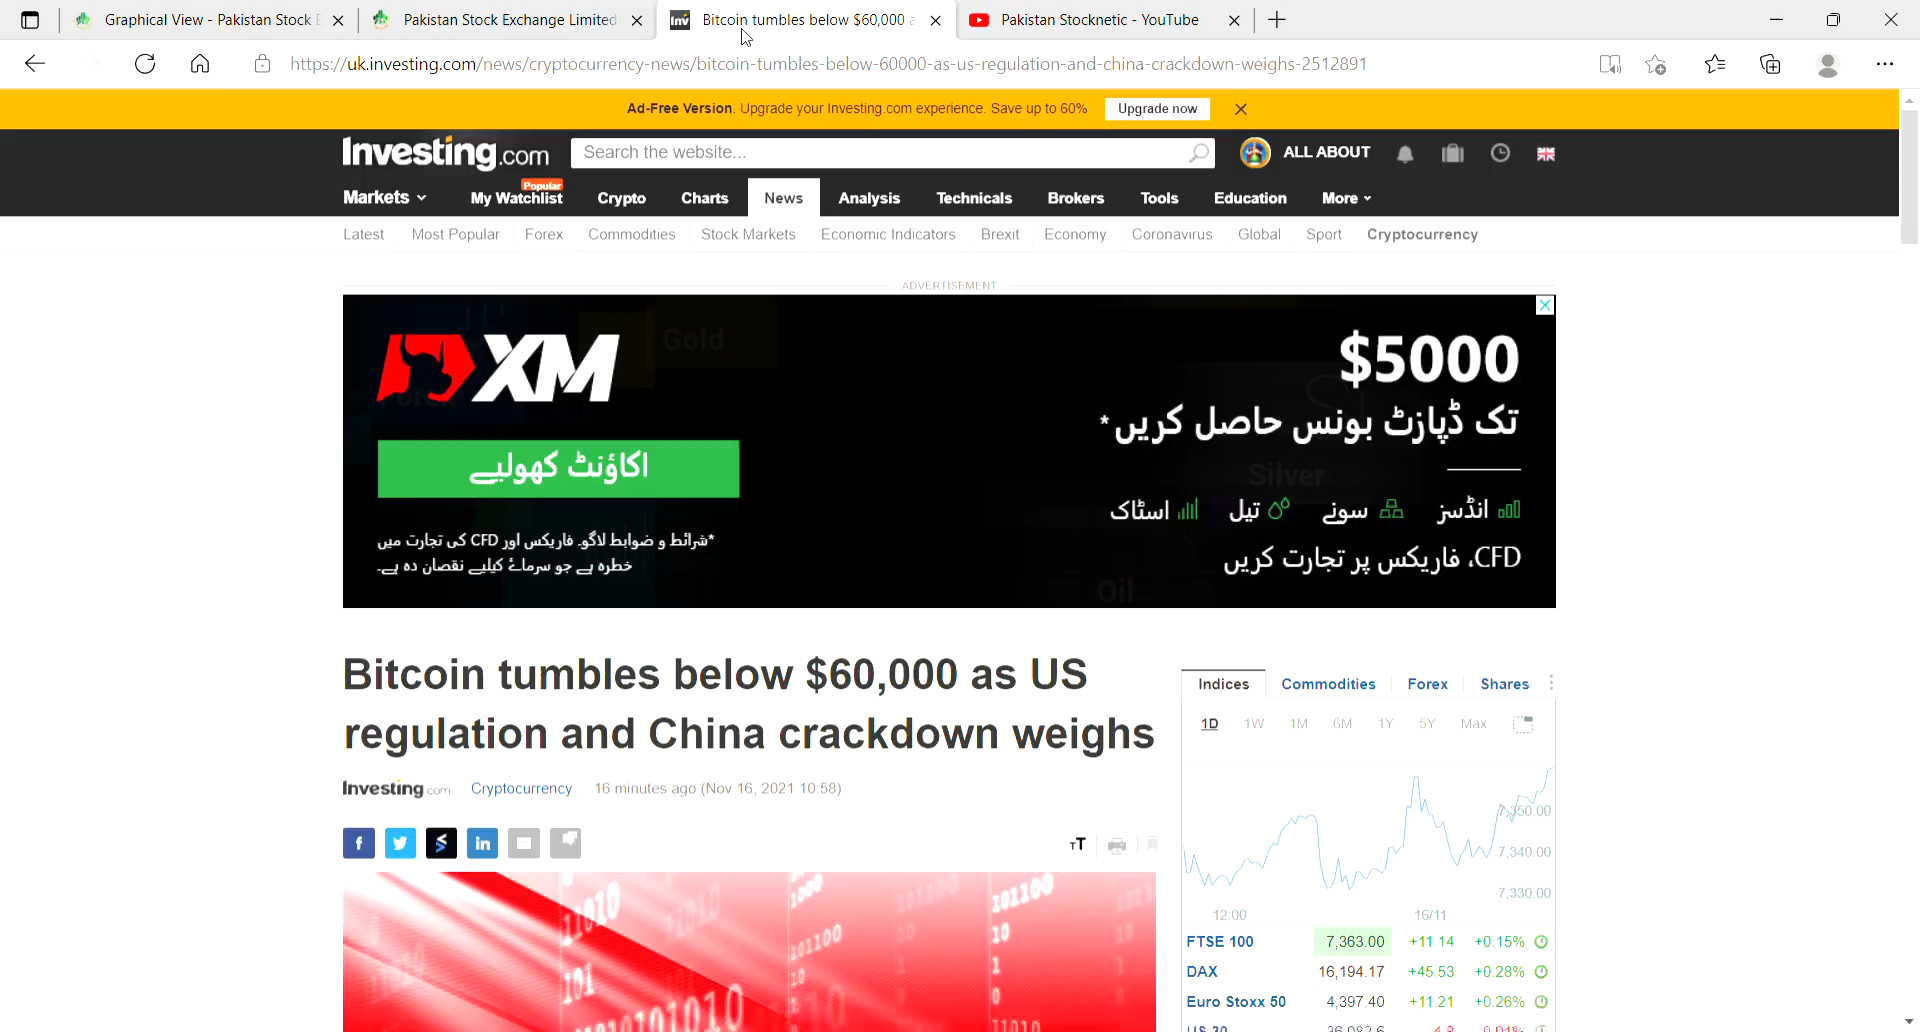 Graphical View - Pakistan Stock E
Pakistan Stock Exchange Limited
Inv Bitcoin tumbles below $60,000 a
Pakistan Stocknetic - YouTube
https://uk.investing.com/news/cryptocurrency-news/bitcoin-tumbles-below-60000-as-us-regulation-and-china-crackdown-weighs-2512891
Ad-Free Version. Upgrade your Investing.com experience. Save up to 60% Upgrade now
Investing.com Search the website... ALL ABOUT
Popular
Markets My Watchlist Crypto Charts News Analysis Technicals Brokers Tools Education More
Latest Most Popular Forex Commodities Stock Markets Economic Indicators Brexit Economy Coronavirus Global Sport Cryptocurrency
ADVERTISEMENT
XM
Gold
$5000
تک ڈپازٹ بونس حاصل کریں*
اکاؤنٹ کھولیے
Silver
انڈسز سونے تیل اسٹاک
*شرائط و ضوابط لاگو۔ فاریکس اور CFD کی تجارت میں
خطرہ ہے جو سرمائے کیلیے نقصان دہ ہے۔
CFD، فاریکس پر تجارت کریں
Oil
Bitcoin tumbles below $60,000 as US
regulation and China crackdown weighs
Investing.com Cryptocurrency 16 minutes ago (Nov 16, 2021 10:58)
Indices Commodities Forex Shares
1D 1W 1M 6M 1Y 5Y Max
7,350.00
7,340.00
7,330.00
12:00 16/11
FTSE 100 7,363.00 +11.14 +0.15%
DAX 16,194.17 +45.53 +0.28%
Euro Stoxx 50 4,397.40 +11.21 +0.26%